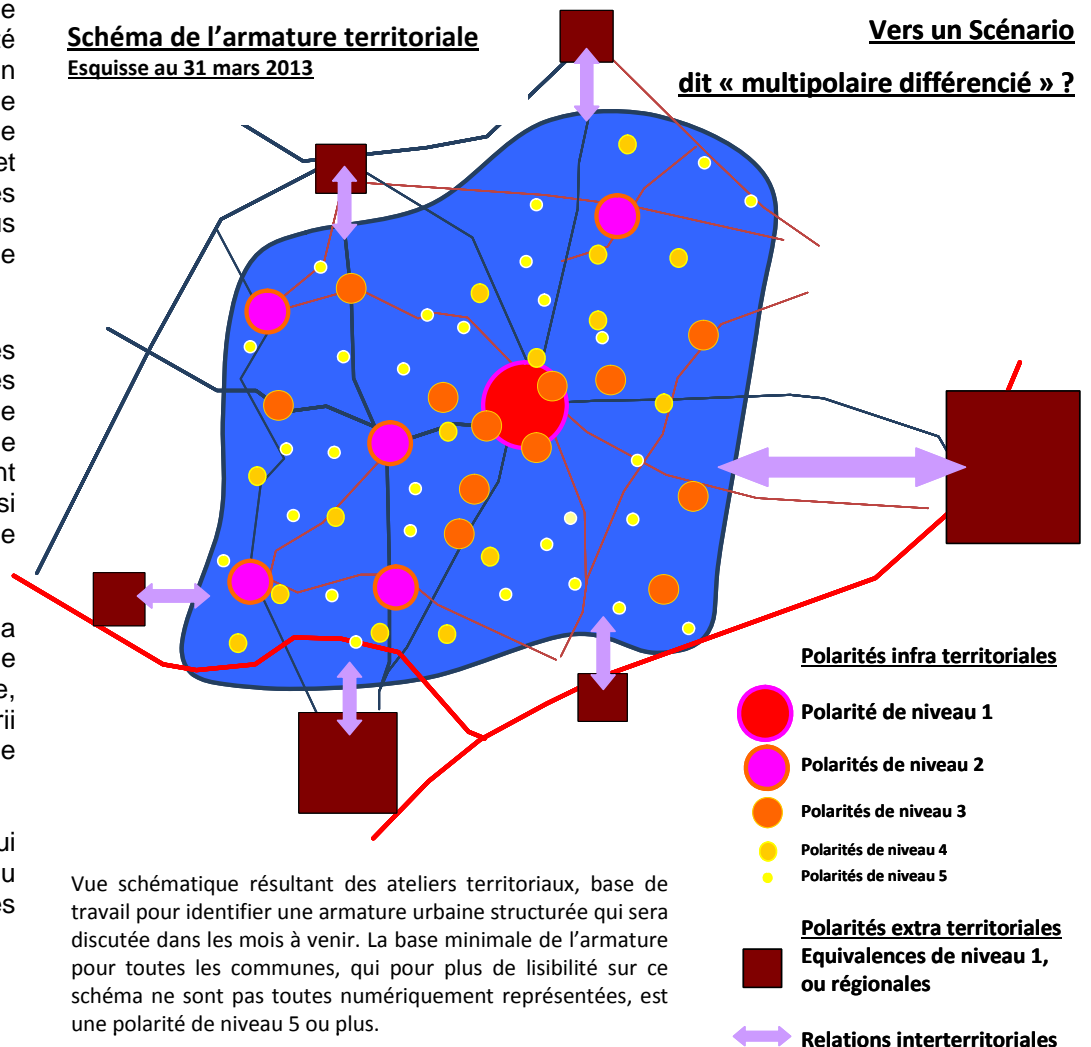 Schéma de l’armature territoriale
Esquisse au 31 mars 2013
Vers un Scénario
dit « multipolaire différencié » ?
Polarités infra territoriales
Polarité de niveau 1
Polarités de niveau 2
Polarités de niveau 3
Polarités de niveau 4
Polarités de niveau 5
Polarités extra territoriales
Equivalences de niveau 1,
ou régionales
Relations interterritoriales
Vue schématique résultant des ateliers territoriaux, base de
travail pour identifier une armature urbaine structurée qui sera
discutée dans les mois à venir. La base minimale de l’armature
pour toutes les communes, qui pour plus de lisibilité sur ce
schéma ne sont pas toutes numériquement représentées, est
une polarité de niveau 5 ou plus.